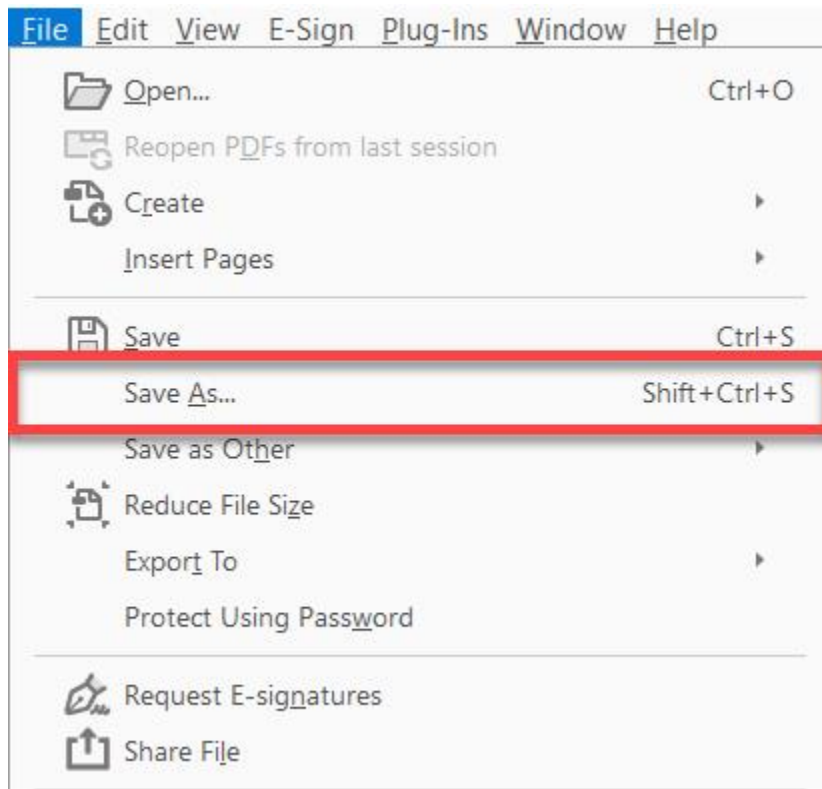 File Edit View E-Sign Plug-Ins Window Help
Open... Ctrl+O
Reopen PDFs from last session
Create
Insert Pages
Save Ctrl+S
Save As... Shift+Ctrl+S
Save as Other
Reduce File Size
Export To
Protect Using Password
Request E-signatures
Share File